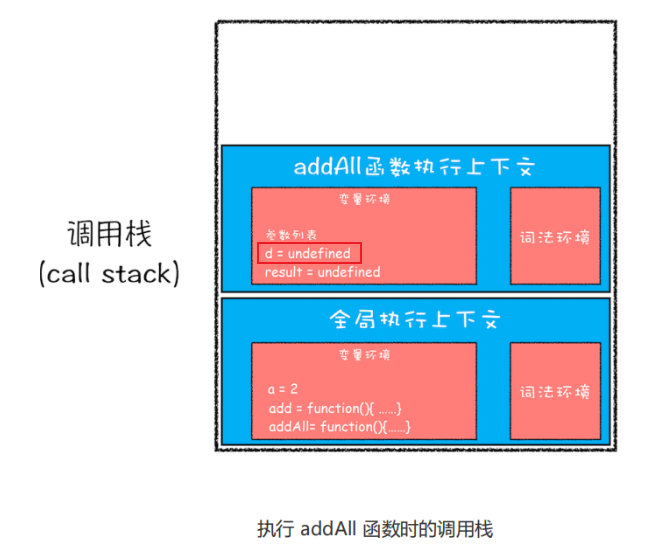 addAll函数执行上下文
变量环境
参数列表
d = undefined
result = undefined
词法环境
调用栈
(call stack)
全局执行上下文
变量环境
a = 2
add = function(){ ......}
addAll= function(){......}
词法环境
执行 addAll 函数时的调用栈